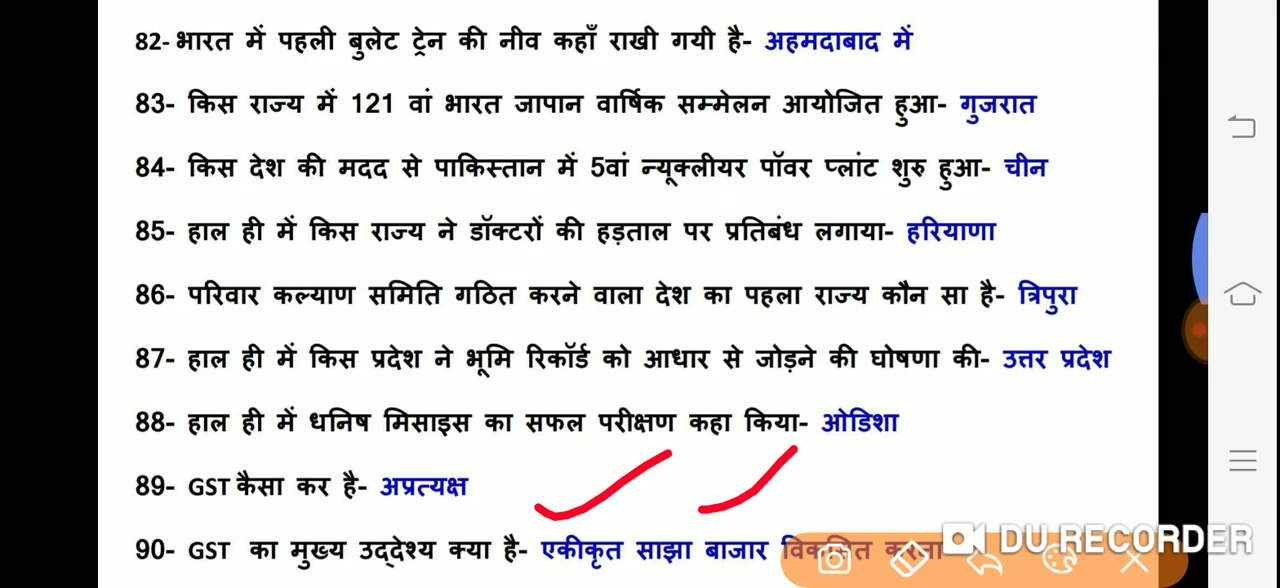 82- भारत में पहली बुलेट ट्रेन की नीव कहाँ राखी गयी है- अहमदाबाद में
83- किस राज्य में 121 वां भारत जापान वार्षिक सम्मेलन आयोजित हुआ- गुजरात
84- किस देश की मदद से पाकिस्तान में 5वां न्यूक्लीयर पॉवर प्लांट शुरु हुआ- चीन
85- हाल ही में किस राज्य ने डॉक्टरों की हड़ताल पर प्रतिबंध लगाया- हरियाणा
86- परिवार कल्याण समिति गठित करने वाला देश का पहला राज्य कौन सा है- त्रिपुरा
87- हाल ही में किस प्रदेश ने भूमि रिकॉर्ड को आधार से जोड़ने की घोषणा की- उत्तर प्रदेश
88- हाल ही में धनिष मिसाइस का सफल परीक्षण कहा किया- ओडिशा
89- GST कैसा कर है- अप्रत्यक्ष
90- GST का मुख्य उद्देश्य क्या है- एकीकृत साझा बाजार विकसित करना
DU RECORDER